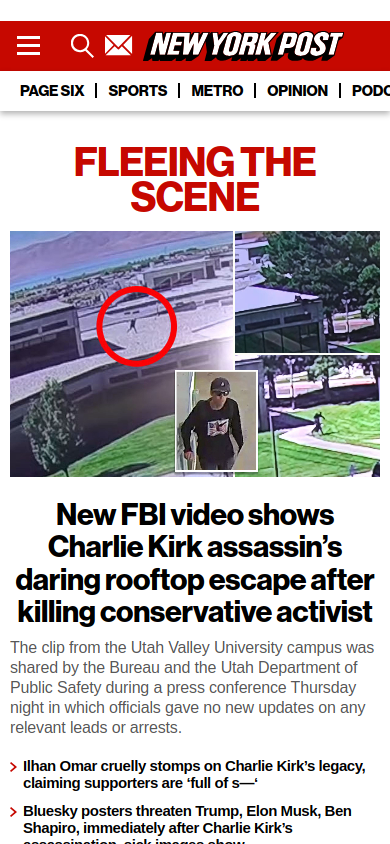 NEW YORK POST
PAGE SIX
SPORTS
METRO
OPINION
FLEEING THE
SCENE
New FBI video shows
Charlie Kirk assassin’s
daring rooftop escape after
killing conservative activist
The clip from the Utah Valley University campus was
shared by the Bureau and the Utah Department of
Public Safety during a press conference Thursday
night in which officials gave no new updates on any
relevant leads or arrests.
Ilhan Omar cruelly stomps on Charlie Kirk’s legacy,
claiming supporters are ‘full of s—‘
Bluesky posters threaten Trump, Elon Musk, Ben
Shapiro, immediately after Charlie Kirk’s
assassination, sick images show